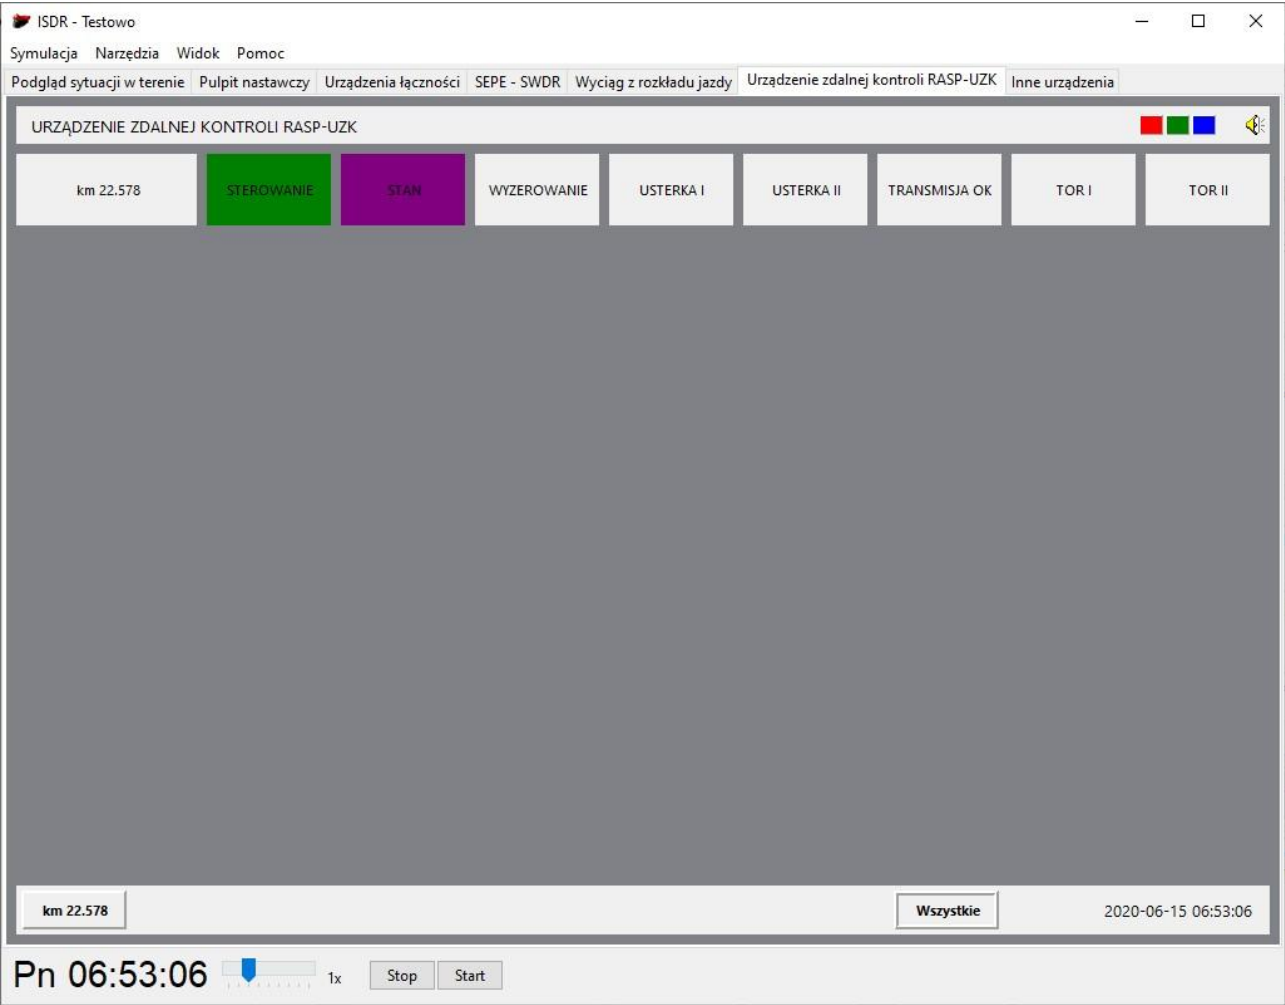 ISDR - Testowo
Symulacja Narzędzia Widok Pomoc
Podgląd sytuacji w terenie Pulpit nastawczy Urządzenia łączności SEPE - SWDR Wyciąg z rozkładu jazdy Urządzenie zdalnej kontroli RASP-UZK Inne urządzenia
URZĄDZENIE ZDALNEJ KONTROLI RASP-UZK
km 22.578 STEROWANIE STAN WYZEROWANIE USTERKA I USTERKA II TRANSMISJA OK TOR I TOR II
km 22.578 Wszystkie 2020-06-15 06:53:06
Pn 06:53:06 1x Stop Start